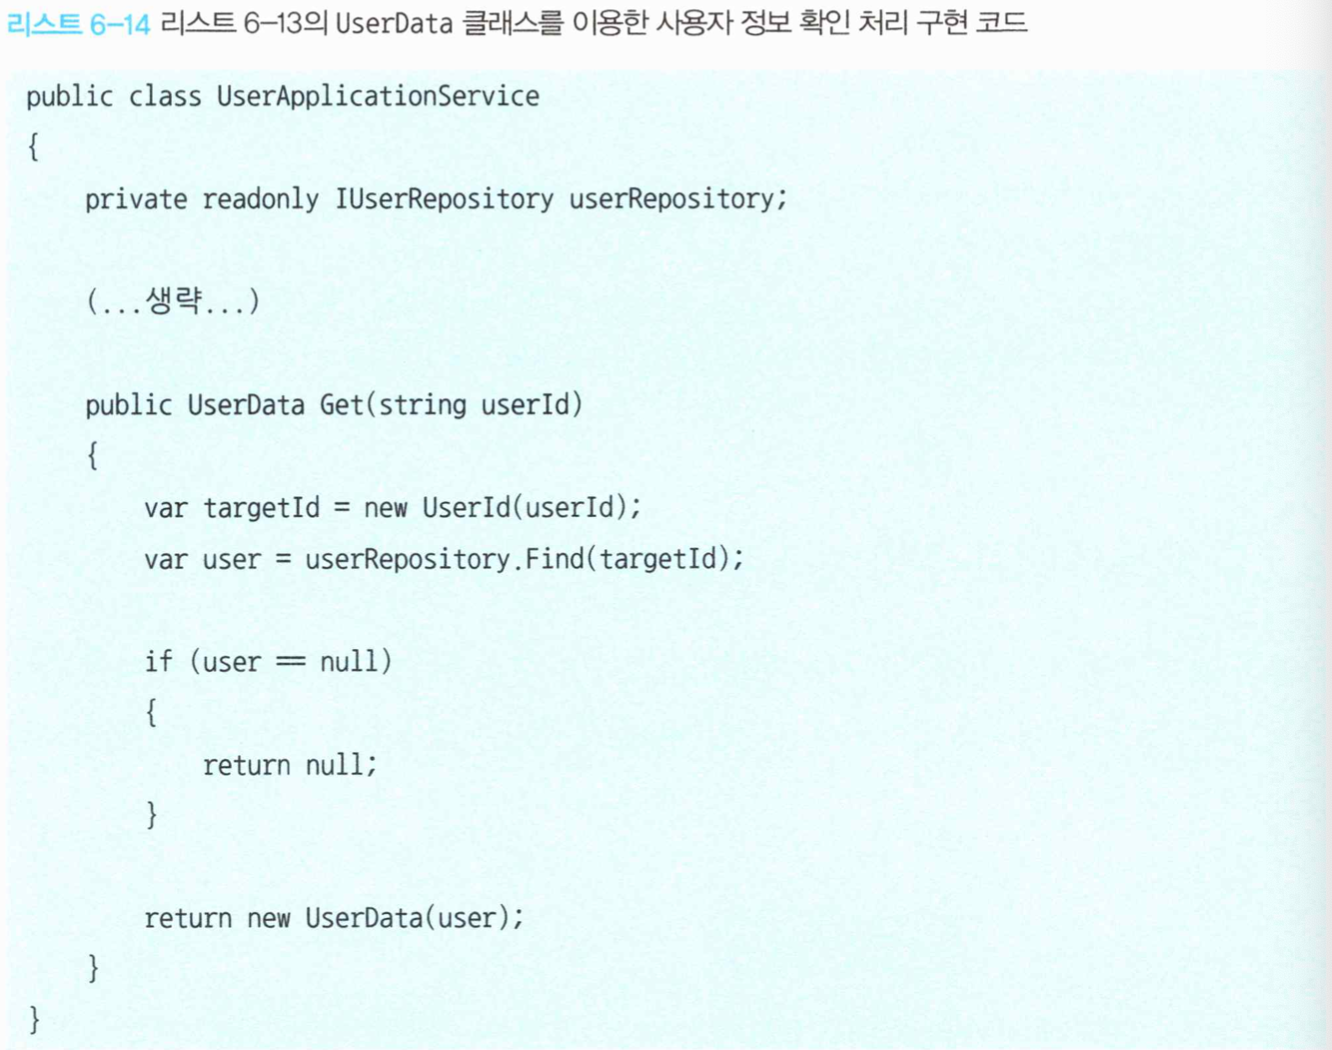 리스트 6-14 리스트 6-13의 UserData 클래스를 이용한 사용자 정보 확인 처리 구현 코드
public class UserApplicationService
{
    private readonly IUserRepository userRepository;
    (...생략...)
    public UserData Get(string userId)
    {
        var targetId = new UserId(userId);
        var user = userRepository.Find(targetId);
        if (user == null)
        {
            return null;
        }
        return new UserData(user);
    }
}